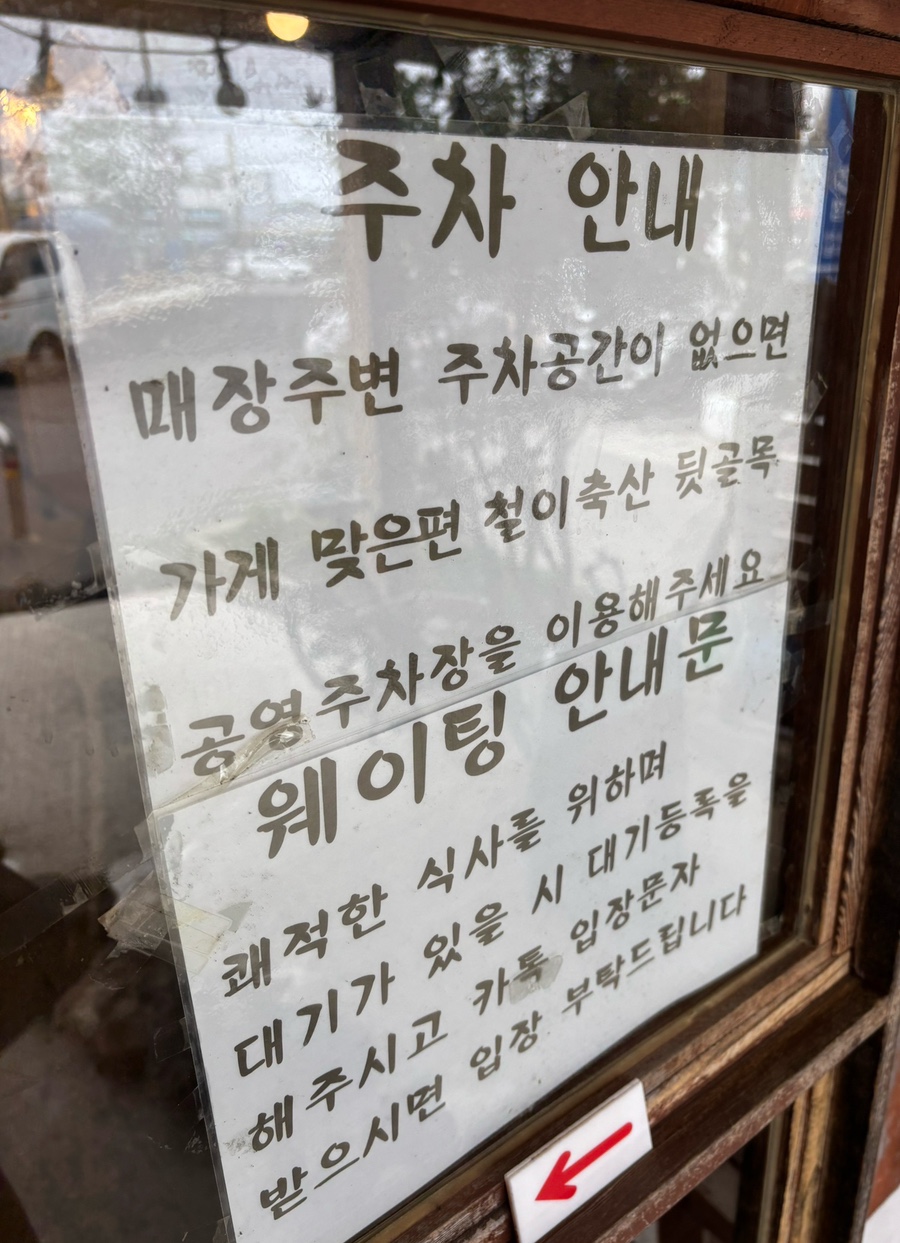 주차 안내
매장주변 주차공간이 없으면
가게 맞은편 철이축산 뒷골목
공영주차장을 이용해주세요
웨이팅 안내문
쾌적한 식사를 위하며
대기가 있을 시 대기등록을
해주시고 카톡 입장문자
받으시면 입장 부탁드립니다